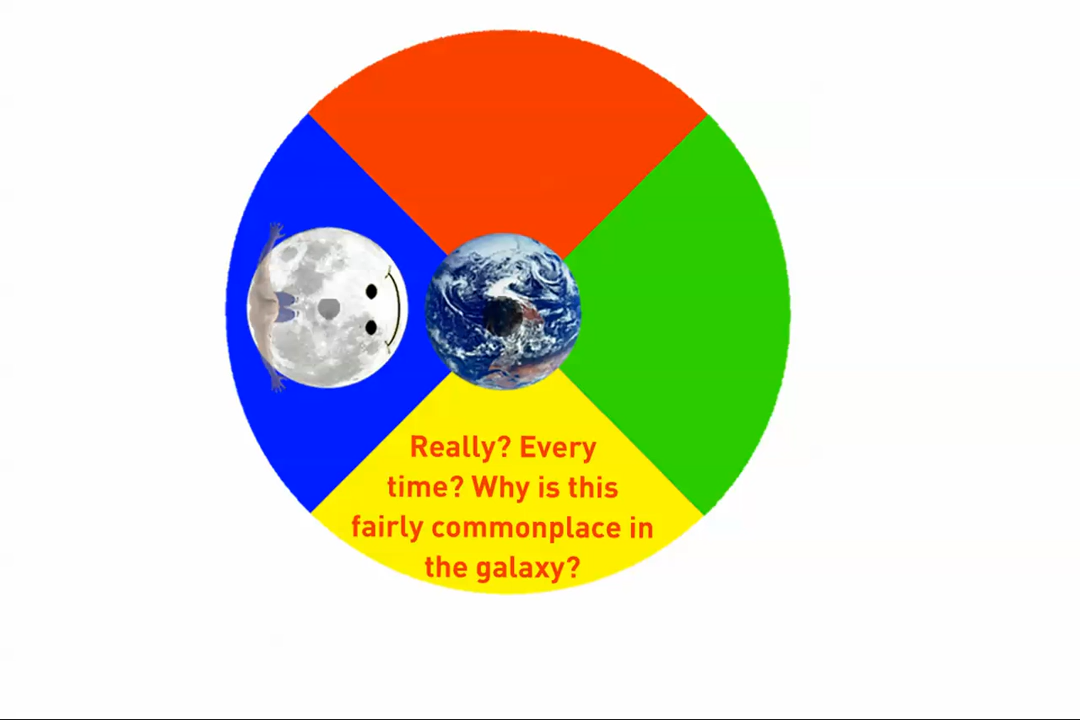 Really? Every
time? Why is this
fairly commonplace in
the galaxy?